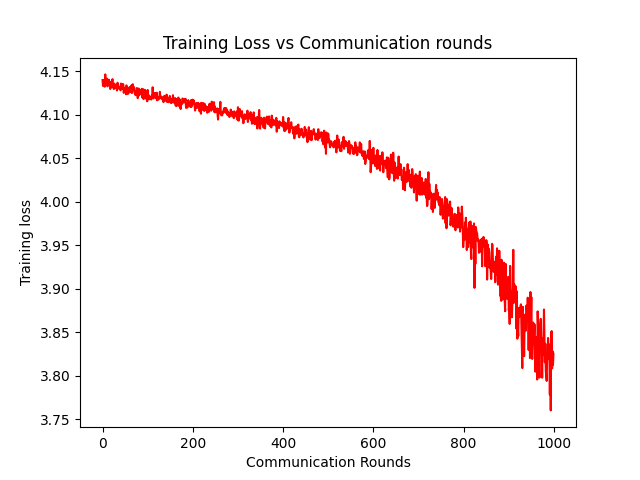 Training Loss vs Communication rounds
4.15
4.10
4.05
4.00
3.95
3.90
3.85
3.80
3.75
Training loss
0 200 400 600 800 1000
Communication Rounds